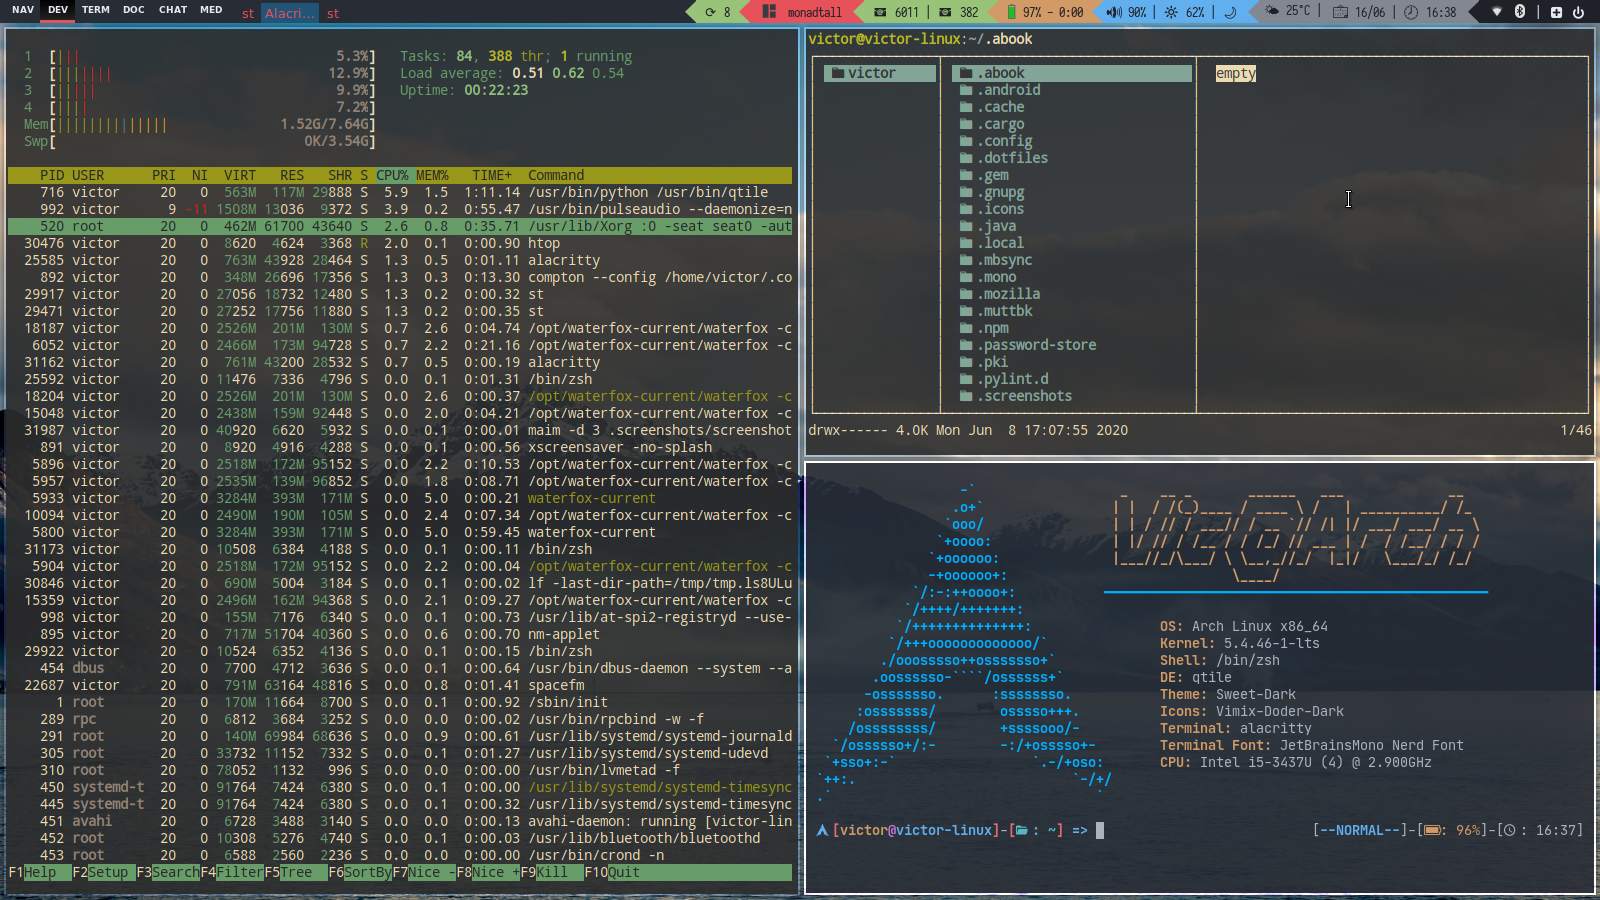 NAV DEV TERM DOC CHAT MED st Alacri... st 8 monadtall 6011 | 382 97% - 0:00 90% | 62% | 25°C | 16/06 | 16:38 |
1 [||| 5.3%]
2 [||||||| 12.9%]
3 [||||| 9.9%]
4 [|||| 7.2%]
Mem[|||||||||||||| 1.52G/7.64G]
Swp[ 0K/3.54G]
Tasks: 84, 388 thr; 1 running
Load average: 0.51 0.62 0.54
Uptime: 00:22:23
PID USER PRI NI VIRT RES SHR S CPU% MEM% TIME+ Command
716 victor 20 0 563M 117M 29888 S 5.9 1.5 1:11.14 /usr/bin/python /usr/bin/qtile
992 victor 9 -11 1508M 13036 9372 S 3.9 0.2 0:55.47 /usr/bin/pulseaudio --daemonize=n
520 root 20 0 462M 61700 43640 S 2.6 0.8 0:35.71 /usr/lib/Xorg :0 -seat seat0 -aut
30476 victor 20 0 8620 4624 3368 R 2.0 0.1 0:00.90 htop
25585 victor 20 0 763M 43928 28464 S 1.3 0.5 0:01.11 alacritty
892 victor 20 0 348M 26696 17356 S 1.3 0.3 0:13.30 compton --config /home/victor/.co
29917 victor 20 0 27056 18732 12480 S 1.3 0.2 0:00.32 st
29471 victor 20 0 27252 17756 11880 S 1.3 0.2 0:00.35 st
18187 victor 20 0 2526M 201M 130M S 0.7 2.6 0:04.74 /opt/waterfox-current/waterfox -c
6052 victor 20 0 2466M 173M 94728 S 0.7 2.2 0:21.16 /opt/waterfox-current/waterfox -c
31162 victor 20 0 761M 43200 28532 S 0.7 0.5 0:00.19 alacritty
25592 victor 20 0 11476 7336 4796 S 0.0 0.1 0:01.31 /bin/zsh
18204 victor 20 0 2526M 201M 130M S 0.0 2.6 0:00.37 /opt/waterfox-current/waterfox -c
15048 victor 20 0 2438M 159M 92448 S 0.0 2.0 0:04.21 /opt/waterfox-current/waterfox -c
31987 victor 20 0 40920 6620 5932 S 0.0 0.1 0:00.01 maim -d 3 .screenshots/screenshot
891 victor 20 0 8920 4916 4288 S 0.0 0.1 0:00.56 xscreensaver -no-splash
5896 victor 20 0 2518M 172M 95152 S 0.0 2.2 0:10.53 /opt/waterfox-current/waterfox -c
5957 victor 20 0 2535M 139M 96852 S 0.0 1.8 0:08.71 /opt/waterfox-current/waterfox -c
5933 victor 20 0 3284M 393M 171M S 0.0 5.0 0:00.21 waterfox-current
10094 victor 20 0 2490M 190M 105M S 0.0 2.4 0:07.34 /opt/waterfox-current/waterfox -c
5800 victor 20 0 3284M 393M 171M S 0.0 5.0 0:59.45 waterfox-current
31173 victor 20 0 10508 6384 4188 S 0.0 0.1 0:00.11 /bin/zsh
5904 victor 20 0 2518M 172M 95152 S 0.0 2.2 0:00.04 /opt/waterfox-current/waterfox -c
30846 victor 20 0 690M 5004 3184 S 0.0 0.1 0:00.02 lf -last-dir-path=/tmp/tmp.ls8ULu
15359 victor 20 0 2496M 162M 94368 S 0.0 2.1 0:09.27 /opt/waterfox-current/waterfox -c
998 victor 20 0 155M 7176 6340 S 0.0 0.1 0:00.73 /usr/lib/at-spi2-registryd --use-
895 victor 20 0 717M 51704 40360 S 0.0 0.6 0:00.70 nm-applet
29922 victor 20 0 10524 6352 4136 S 0.0 0.1 0:00.15 /bin/zsh
454 dbus 20 0 7700 4712 3636 S 0.0 0.1 0:00.64 /usr/bin/dbus-daemon --system --a
22687 victor 20 0 791M 63164 48816 S 0.0 0.8 0:01.41 spacefm
1 root 20 0 170M 11664 8700 S 0.0 0.1 0:00.92 /sbin/init
289 rpc 20 0 6812 3684 3252 S 0.0 0.0 0:00.02 /usr/bin/rpcbind -w -f
291 root 20 0 140M 69984 68636 S 0.0 0.9 0:00.61 /usr/lib/systemd/systemd-journald
305 root 20 0 33732 11152 7332 S 0.0 0.1 0:01.27 /usr/lib/systemd/systemd-udevd
310 root 20 0 78052 1132 996 S 0.0 0.0 0:00.00 /usr/bin/lvmetad -f
450 systemd-t 20 0 91764 7424 6380 S 0.0 0.1 0:00.00 /usr/lib/systemd/systemd-timesync
445 systemd-t 20 0 91764 7424 6380 S 0.0 0.1 0:00.32 /usr/lib/systemd/systemd-timesync
451 avahi 20 0 6728 3488 3140 S 0.0 0.0 0:00.13 avahi-daemon: running [victor-lin
452 root 20 0 10308 5276 4740 S 0.0 0.1 0:00.03 /usr/lib/bluetooth/bluetoothd
453 root 20 0 6588 2560 2236 S 0.0 0.0 0:00.00 /usr/bin/crond -n
F1Help F2Setup F3SearchF4FilterF5Tree F6SortByF7Nice -F8Nice +F9Kill F10Quit
victor@victor-linux:~/.abook
victor
.abook
.android
.cache
.cargo
.config
.dotfiles
.gem
.gnupg
.icons
.java
.local
.mbsync
.mono
.mozilla
.muttbk
.npm
.password-store
.pki
.pylint.d
.screenshots
empty
drwx------ 4.0K Mon Jun 8 17:07:55 2020 1/46
OS: Arch Linux x86_64
Kernel: 5.4.46-1-lts
Shell: /bin/zsh
DE: qtile
Theme: Sweet-Dark
Icons: Vimix-Doder-Dark
Terminal: alacritty
Terminal Font: JetBrainsMono Nerd Font
CPU: Intel i5-3437U (4) @ 2.900GHz
[victor@victor-linux]-[: ~] => [--NORMAL--]-[: 96%]-[: 16:37]